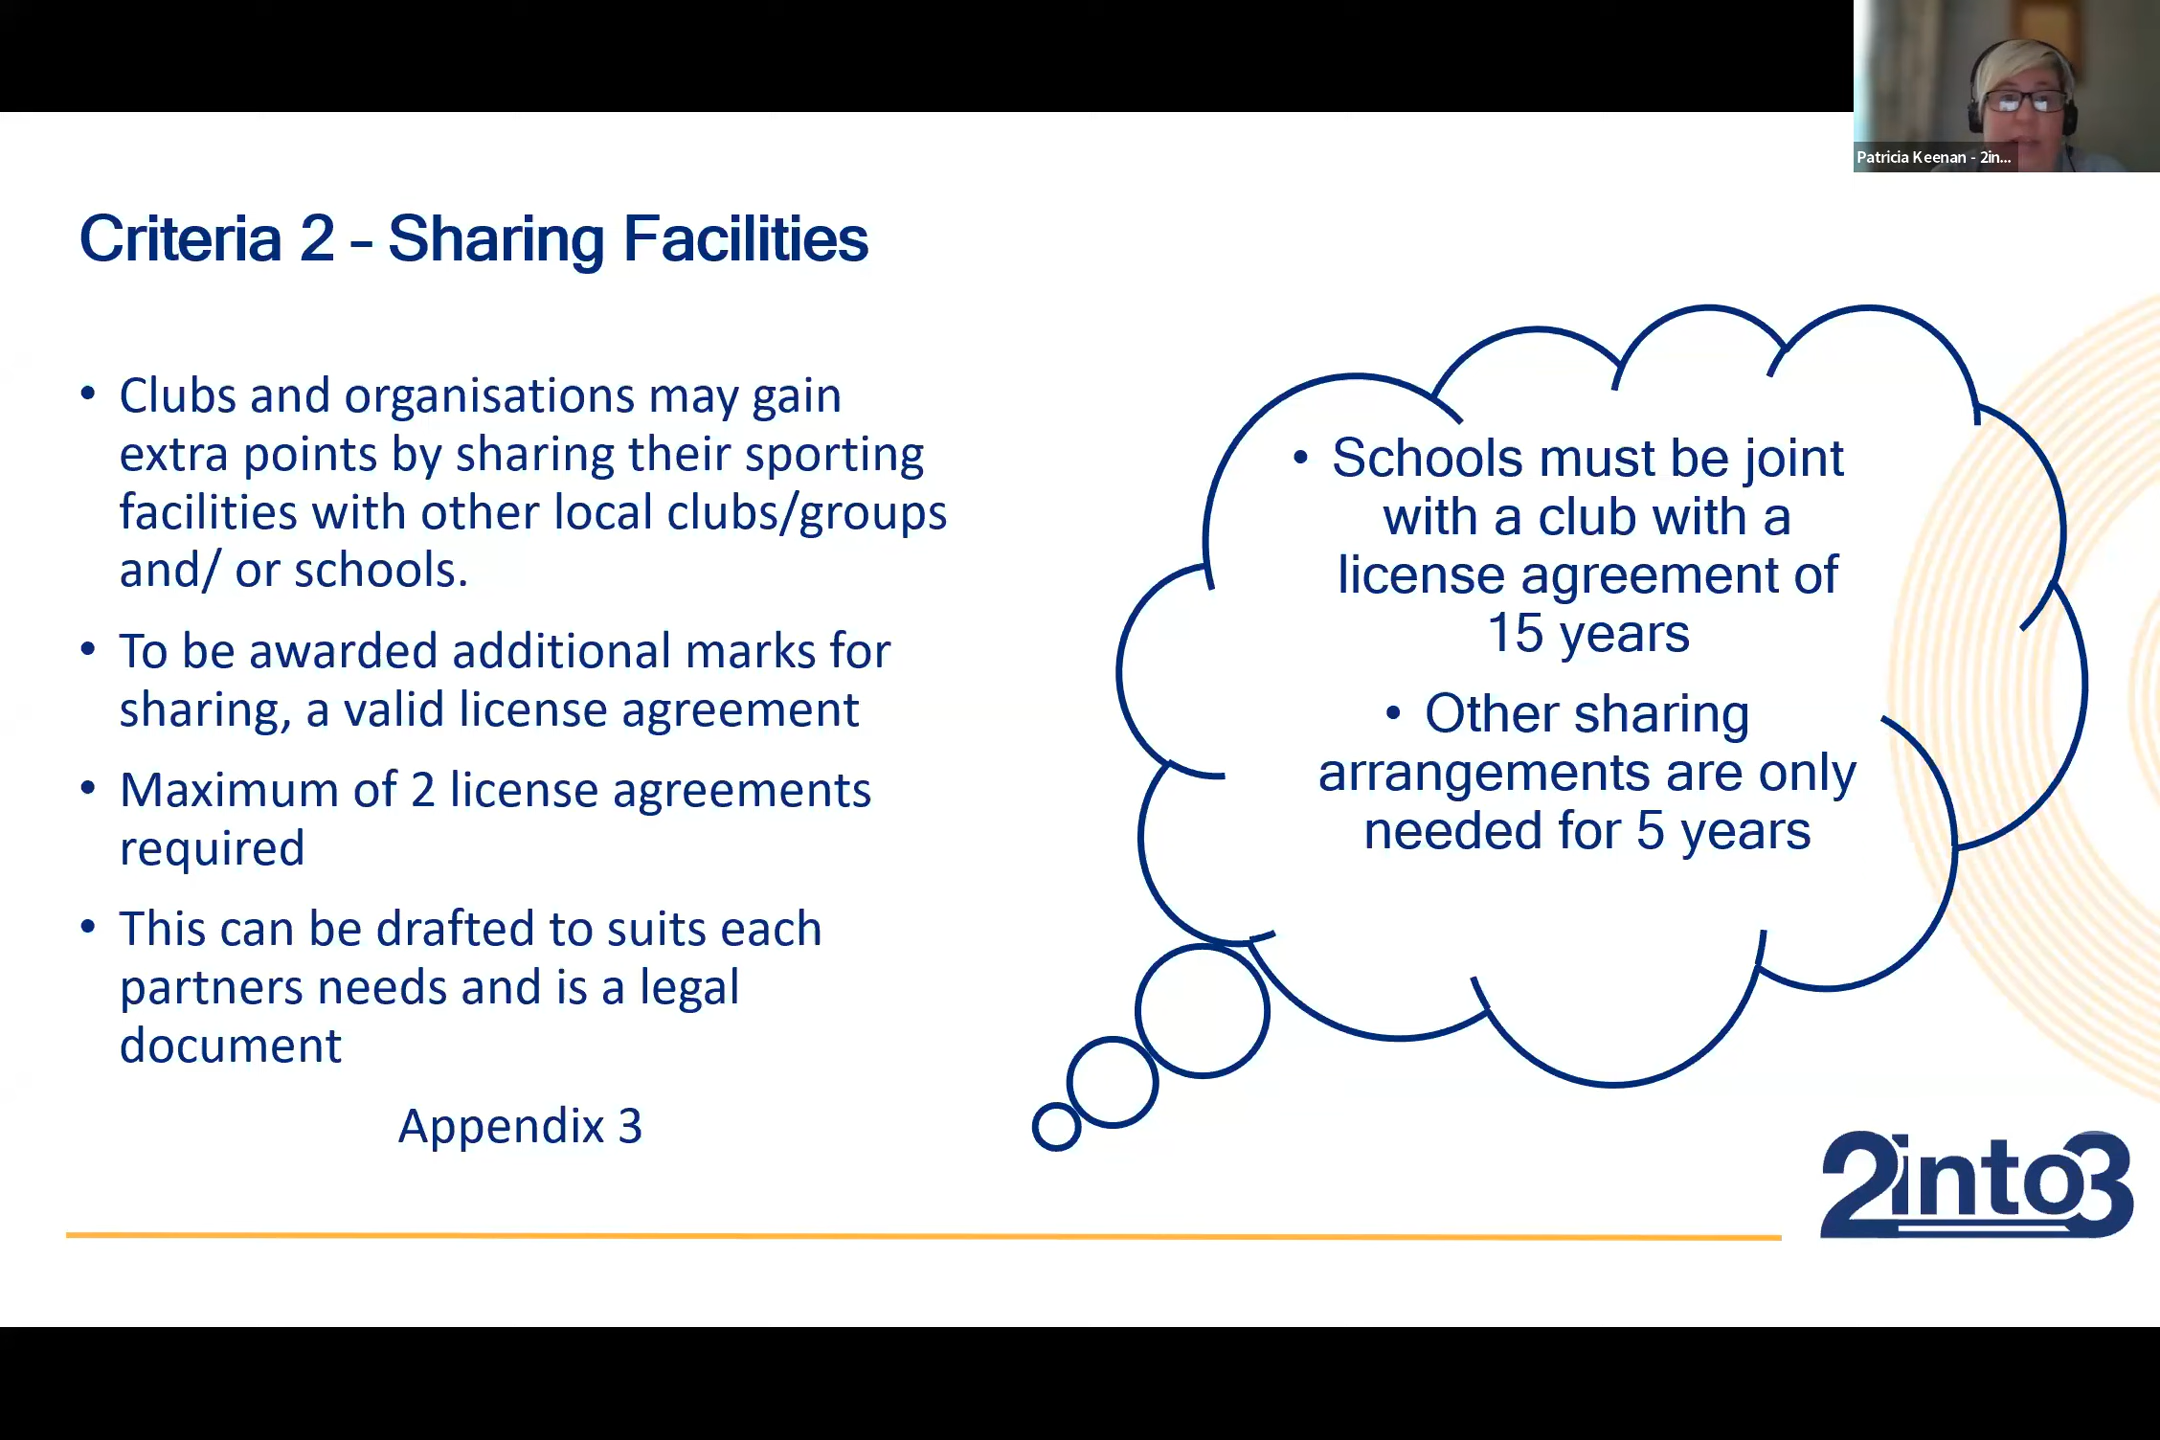 Patricia Keenan - 2in...
Criteria 2 – Sharing Facilities
• Clubs and organisations may gain
extra points by sharing their sporting
facilities with other local clubs/groups
and/ or schools.
• To be awarded additional marks for
sharing, a valid license agreement
• Maximum of 2 license agreements
required
• This can be drafted to suits each
partners needs and is a legal
document
Appendix 3
• Schools must be joint
with a club with a
license agreement of
15 years
• Other sharing
arrangements are only
needed for 5 years
2into3